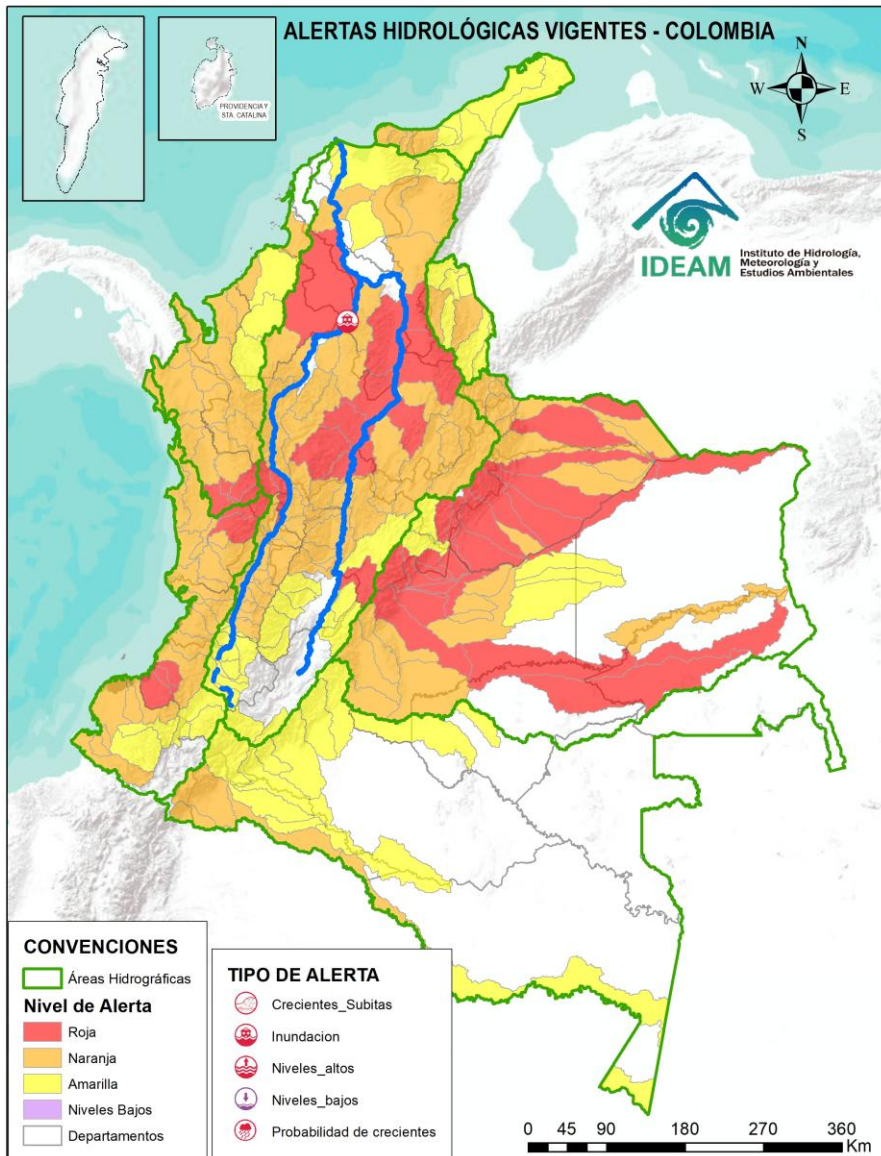 ALERTAS HIDROLÓGICAS VIGENTES - COLOMBIA
PROVIDENCIA Y
STA. CATALINA
N
W
E
S
IDEAM
Instituto de Hidrología,
Meteorología y
Estudios Ambientales
CONVENCIONES
Áreas Hidrográficas
Nivel de Alerta
Roja
Naranja
Amarilla
Niveles Bajos
Departamentos
TIPO DE ALERTA
Crecientes_Subitas
Inundacion
Niveles_altos
Niveles_bajos
Probabilidad de crecientes
0 45 90 180 270 360
Km